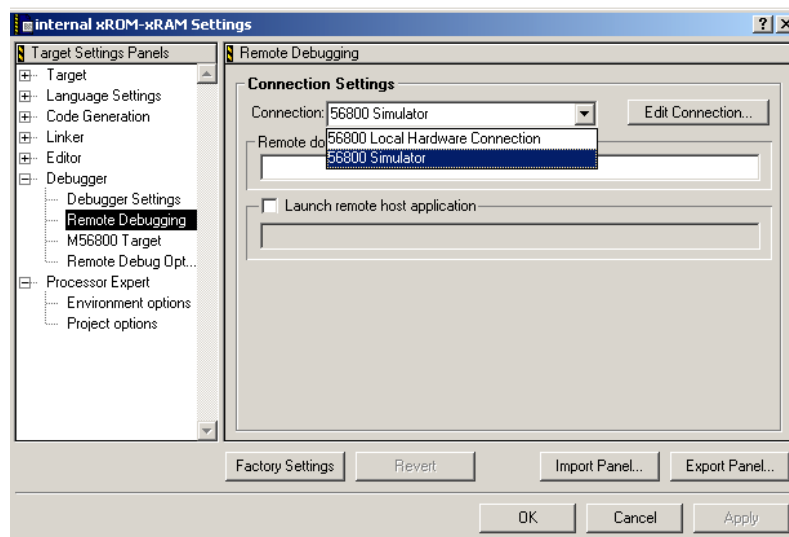 internal xROM-xRAM Settings
Target Settings Panels
Target
Language Settings
Code Generation
Linker
Editor
Debugger
Debugger Settings
Remote Debugging
M56800 Target
Remote Debug Opt...
Processor Expert
Environment options
Project options
Remote Debugging
Connection Settings
Connection: 56800 Simulator
Edit Connection...
56800 Local Hardware Connection
56800 Simulator
Remote do
Launch remote host application
Factory Settings
Revert
Import Panel...
Export Panel...
OK
Cancel
Apply